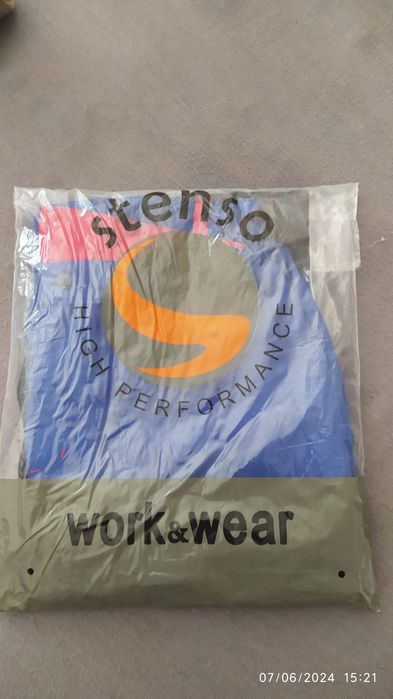 stenso
HIGH PERFORMANCE
work&wear
07/06/2024 15:21